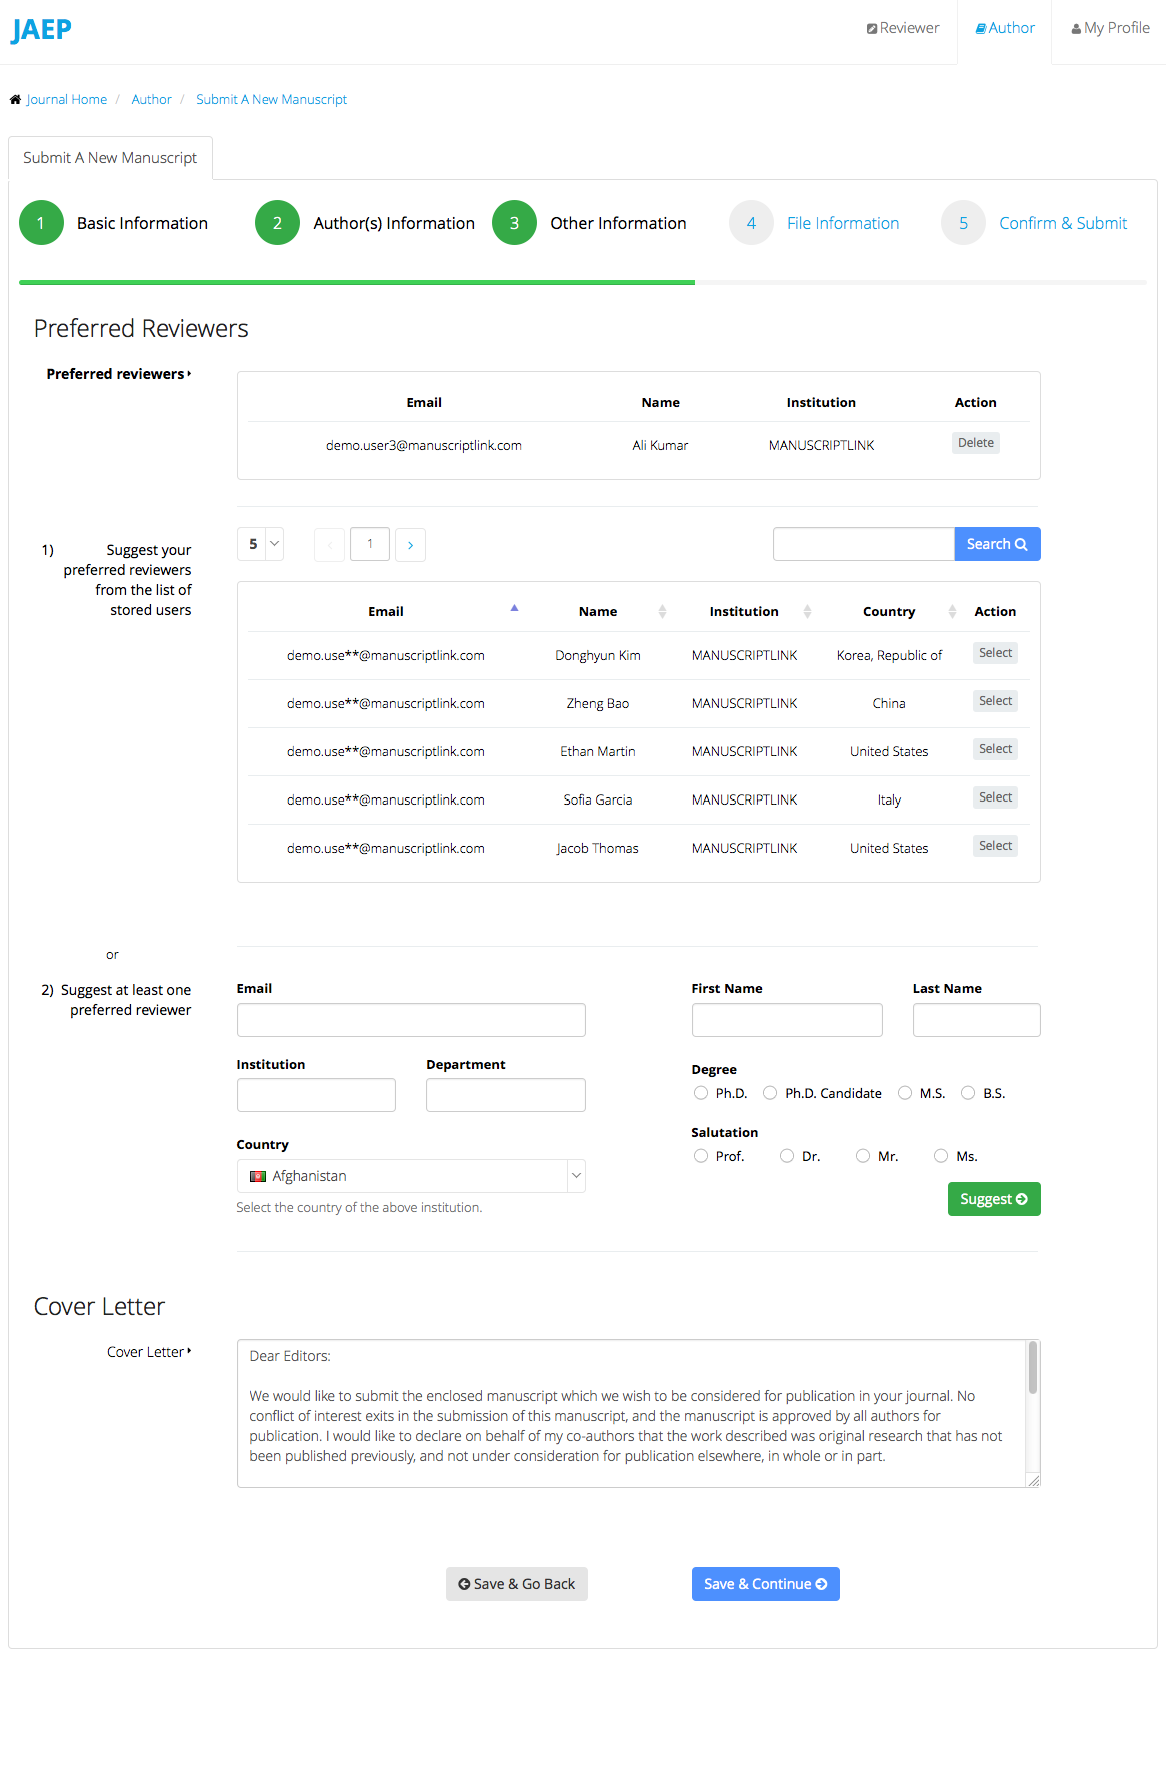 JAEP
Reviewer
Author
My Profile
Journal Home / Author / Submit A New Manuscript
Submit A New Manuscript
1 Basic Information
2 Author(s) Information
3 Other Information
4 File Information
5 Confirm & Submit
Preferred Reviewers
Preferred reviewers
Email Name Institution Action
demo.user3@manuscriptlink.com Ali Kumar MANUSCRIPTLINK Delete
1) Suggest your
preferred reviewers
from the list of
stored users
5 1 Search
Email Name Institution Country Action
demo.use**@manuscriptlink.com Donghyun Kim MANUSCRIPTLINK Korea, Republic of Select
demo.use**@manuscriptlink.com Zheng Bao MANUSCRIPTLINK China Select
demo.use**@manuscriptlink.com Ethan Martin MANUSCRIPTLINK United States Select
demo.use**@manuscriptlink.com Sofia Garcia MANUSCRIPTLINK Italy Select
demo.use**@manuscriptlink.com Jacob Thomas MANUSCRIPTLINK United States Select
or
2) Suggest at least one
preferred reviewer
Email
First Name Last Name
Institution Department
Degree
Ph.D. Ph.D. Candidate M.S. B.S.
Country
Salutation
Afghanistan
Prof. Dr. Mr. Ms.
Select the country of the above institution.
Suggest
Cover Letter
Cover Letter
Dear Editors:
We would like to submit the enclosed manuscript which we wish to be considered for publication in your journal. No
conflict of interest exits in the submission of this manuscript, and the manuscript is approved by all authors for
publication. I would like to declare on behalf of my co-authors that the work described was original research that has not
been published previously, and not under consideration for publication elsewhere, in whole or in part.
Save & Go Back
Save & Continue